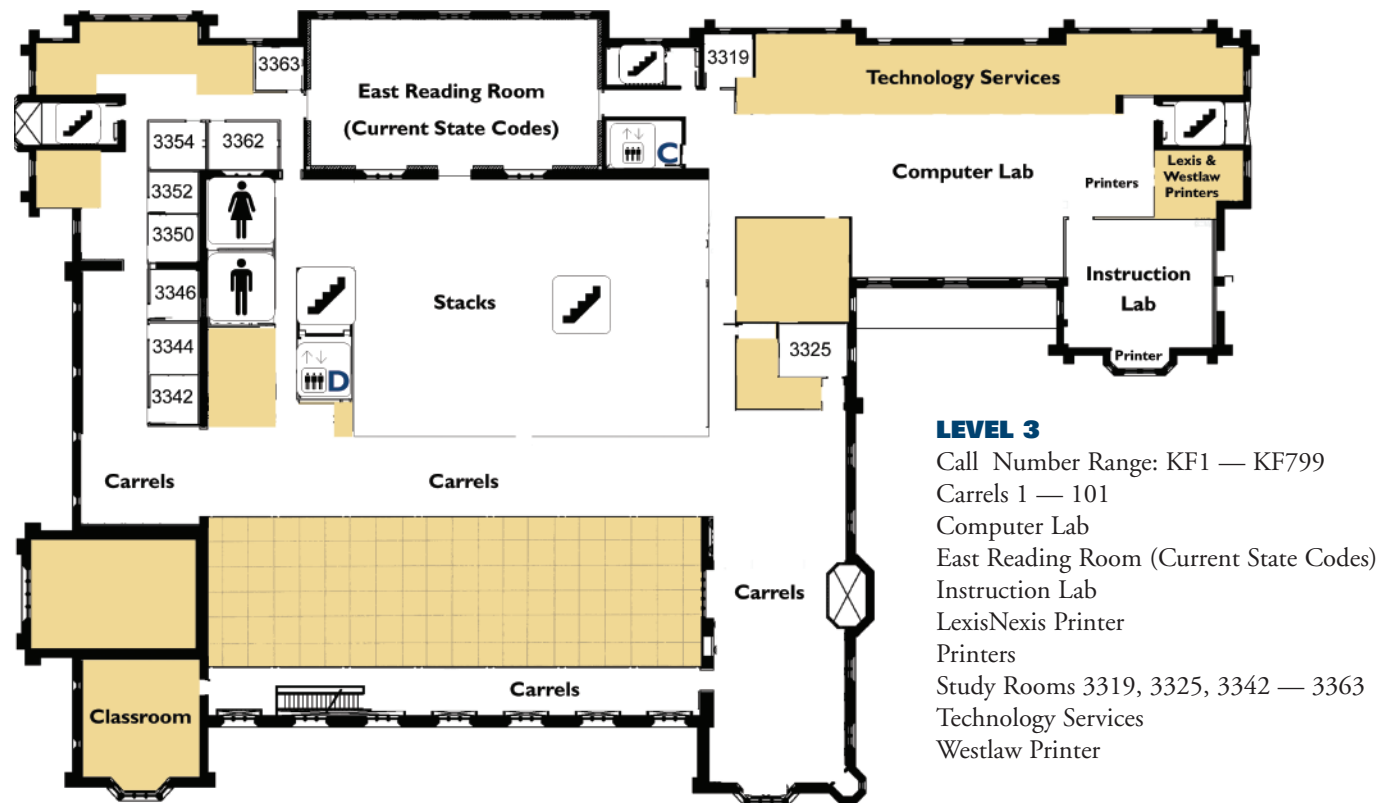 3363
East Reading Room
(Current State Codes)
3319
Technology Services
3354
3362
C
Computer Lab
Printers
Lexis &
Westlaw
Printers
3352
3350
3346
Stacks
Instruction
Lab
3344
3325
Printer
D
3342
Carrels
Carrels
Carrels
Carrels
Classroom
LEVEL 3
Call Number Range: KF1 — KF799
Carrels 1 — 101
Computer Lab
East Reading Room (Current State Codes)
Instruction Lab
LexisNexis Printer
Printers
Study Rooms 3319, 3325, 3342 — 3363
Technology Services
Westlaw Printer